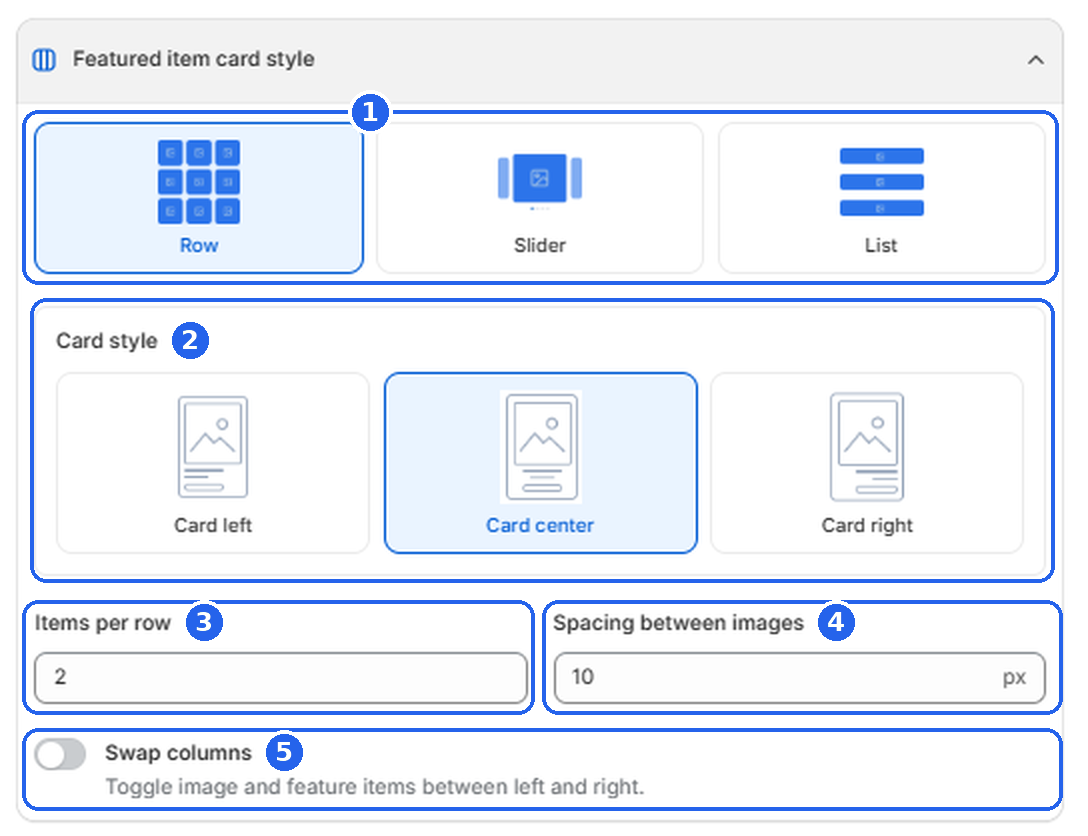 Featured item card style
1
Row
Slider
List
Card style 2
Card left
Card center
Card right
Items per row 3
Spacing between images 4
2
10 px
Swap columns 5
Toggle image and feature items between left and right.